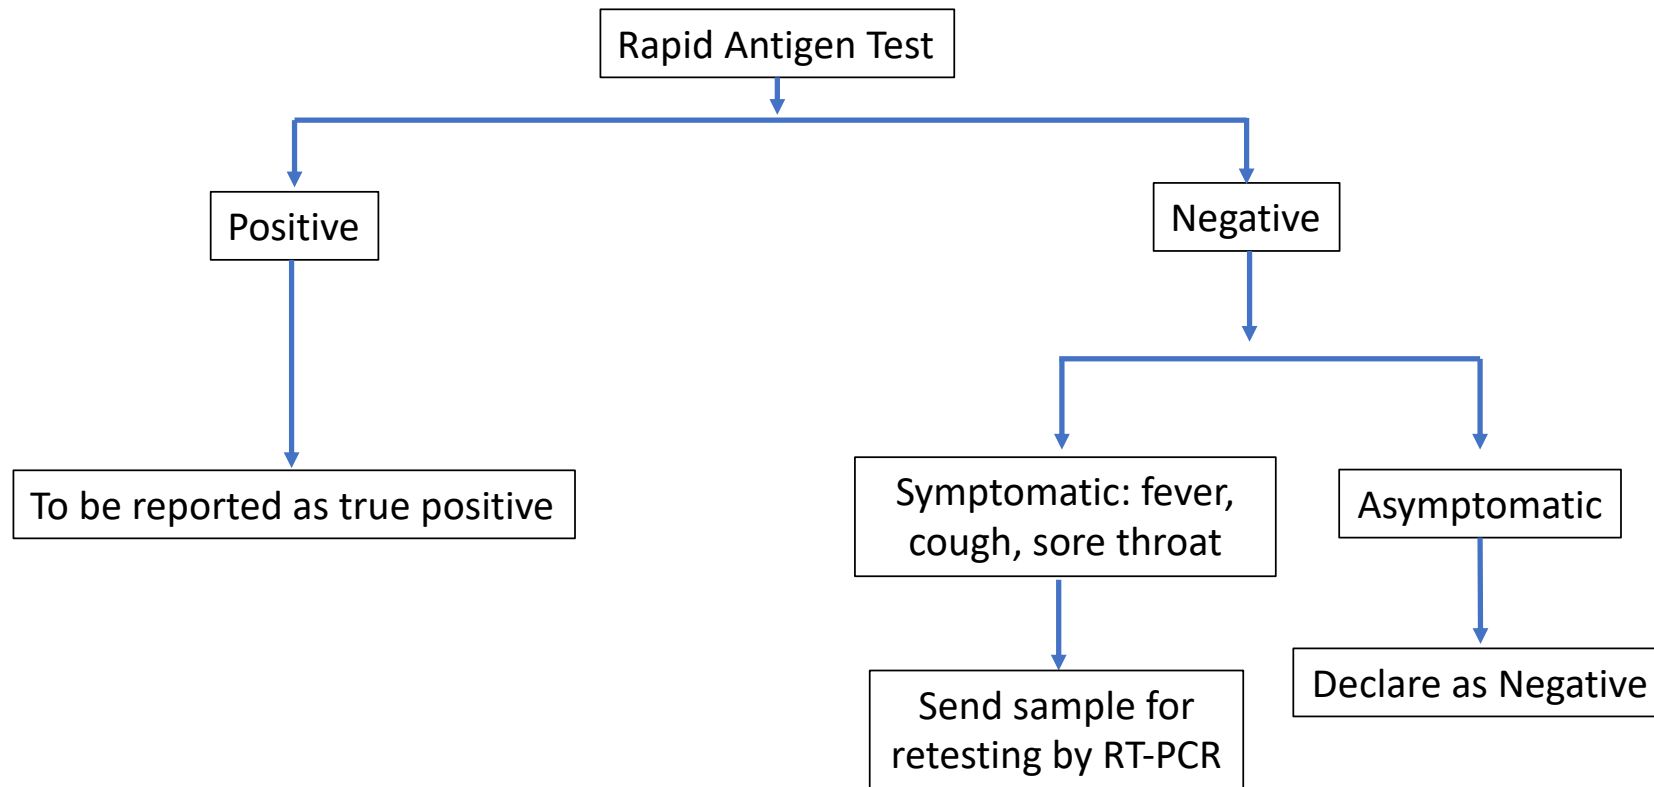 Rapid Antigen Test
Positive
Negative
To be reported as true positive
Symptomatic: fever,
cough, sore throat
Asymptomatic
Send sample for
retesting by RT-PCR
Declare as Negative